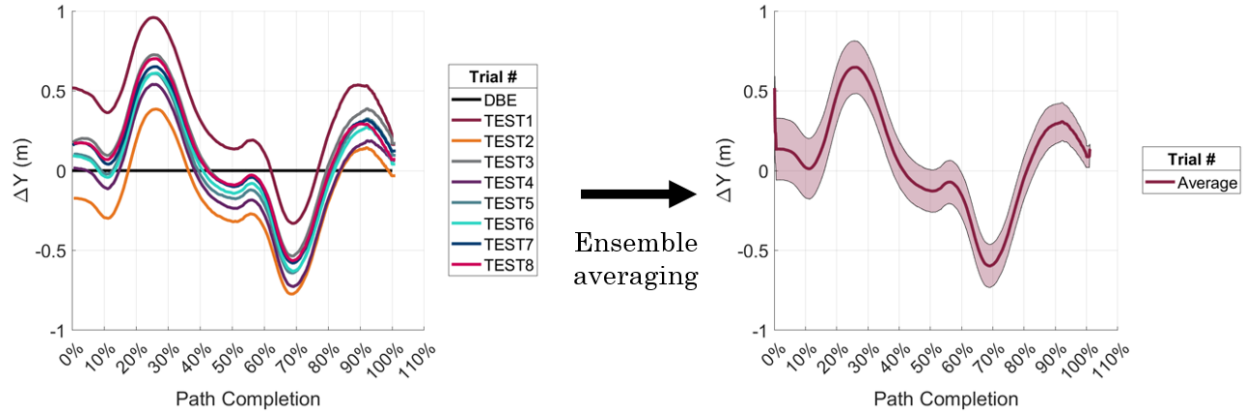 1
0.5
0
-0.5
-1
ΔY (m)
0%
10%
20%
30%
40%
50%
60%
70%
80%
90%
100%
110%
Path Completion
Trial #
DBE
TEST1
TEST2
TEST3
TEST4
TEST5
TEST6
TEST7
TEST8
Ensemble
averaging
1
0.5
0
-0.5
-1
ΔY (m)
0%
10%
20%
30%
40%
50%
60%
70%
80%
90%
100%
110%
Path Completion
Trial #
Average